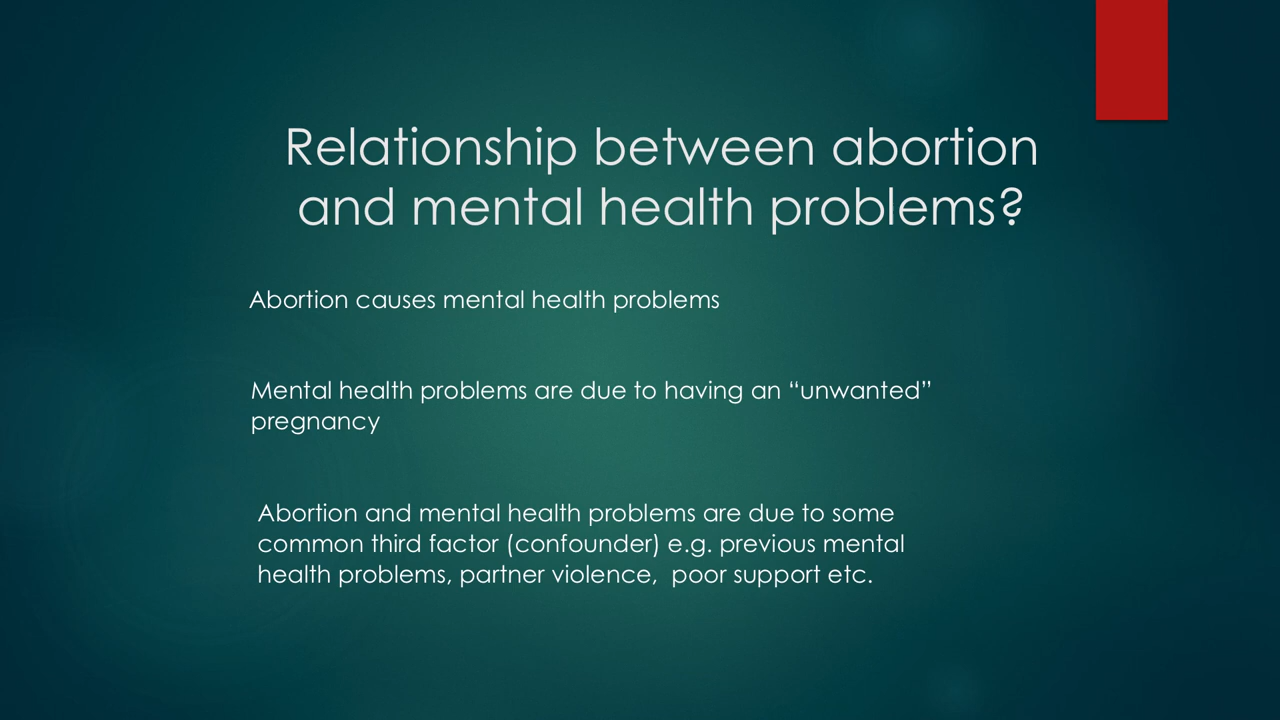 Relationship between abortion
and mental health problems?
Abortion causes mental health problems
Mental health problems are due to having an “unwanted”
pregnancy
Abortion and mental health problems are due to some
common third factor (confounder) e.g. previous mental
health problems, partner violence,  poor support etc.